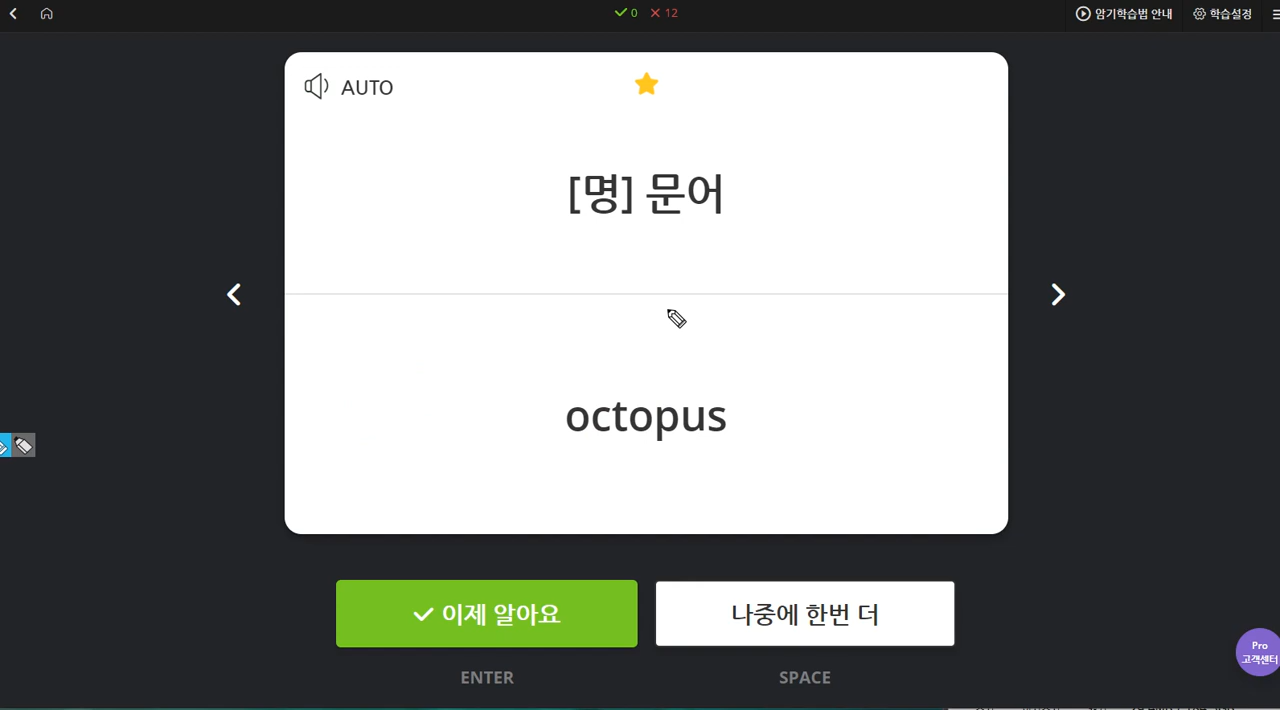 0 12
암기학습법 안내
학습설정
AUTO
[명] 문어
octopus
이제 알아요
나중에 한번 더
ENTER
SPACE
Pro
고객센터